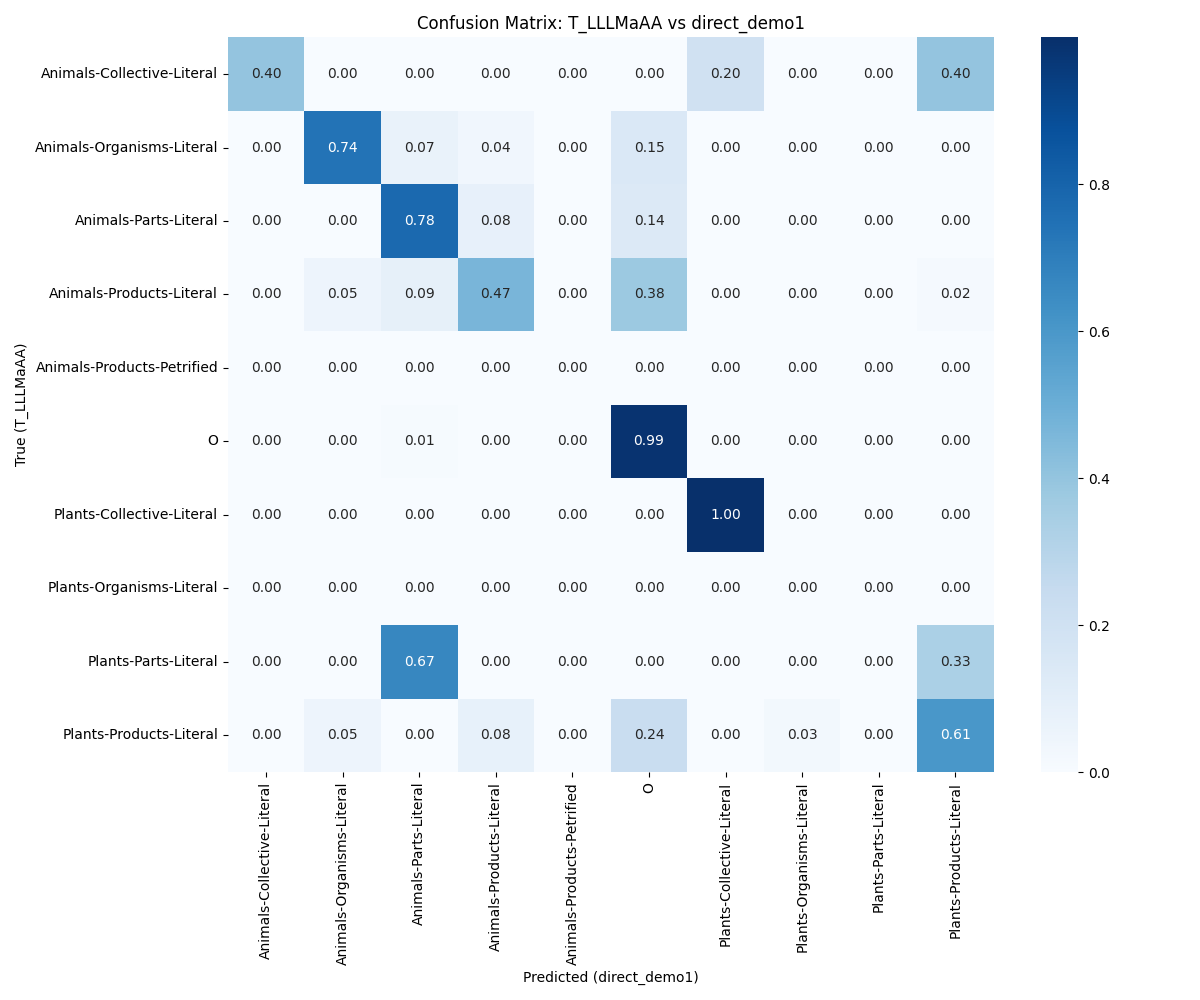 Confusion Matrix: T_LLLMaAA vs direct_demo1
Animals-Collective-Literal 0.40 0.00 0.00 0.00 0.00 0.00 0.20 0.00 0.00 0.40
Animals-Organisms-Literal 0.00 0.74 0.07 0.04 0.00 0.15 0.00 0.00 0.00 0.00
Animals-Parts-Literal 0.00 0.00 0.78 0.08 0.00 0.14 0.00 0.00 0.00 0.00
Animals-Products-Literal 0.00 0.05 0.09 0.47 0.00 0.38 0.00 0.00 0.00 0.02
Animals-Products-Petrified 0.00 0.00 0.00 0.00 0.00 0.00 0.00 0.00 0.00 0.00
O 0.00 0.00 0.01 0.00 0.00 0.99 0.00 0.00 0.00 0.00
Plants-Collective-Literal 0.00 0.00 0.00 0.00 0.00 0.00 1.00 0.00 0.00 0.00
Plants-Organisms-Literal 0.00 0.00 0.00 0.00 0.00 0.00 0.00 0.00 0.00 0.00
Plants-Parts-Literal 0.00 0.00 0.67 0.00 0.00 0.00 0.00 0.00 0.00 0.33
Plants-Products-Literal 0.00 0.05 0.00 0.08 0.00 0.24 0.00 0.03 0.00 0.61
True (T_LLLMaAA)
Animals-Collective-Literal
Animals-Organisms-Literal
Animals-Parts-Literal
Animals-Products-Literal
Animals-Products-Petrified
O
Plants-Collective-Literal
Plants-Organisms-Literal
Plants-Parts-Literal
Plants-Products-Literal
Predicted (direct_demo1)
0.8
0.6
0.4
0.2
0.0